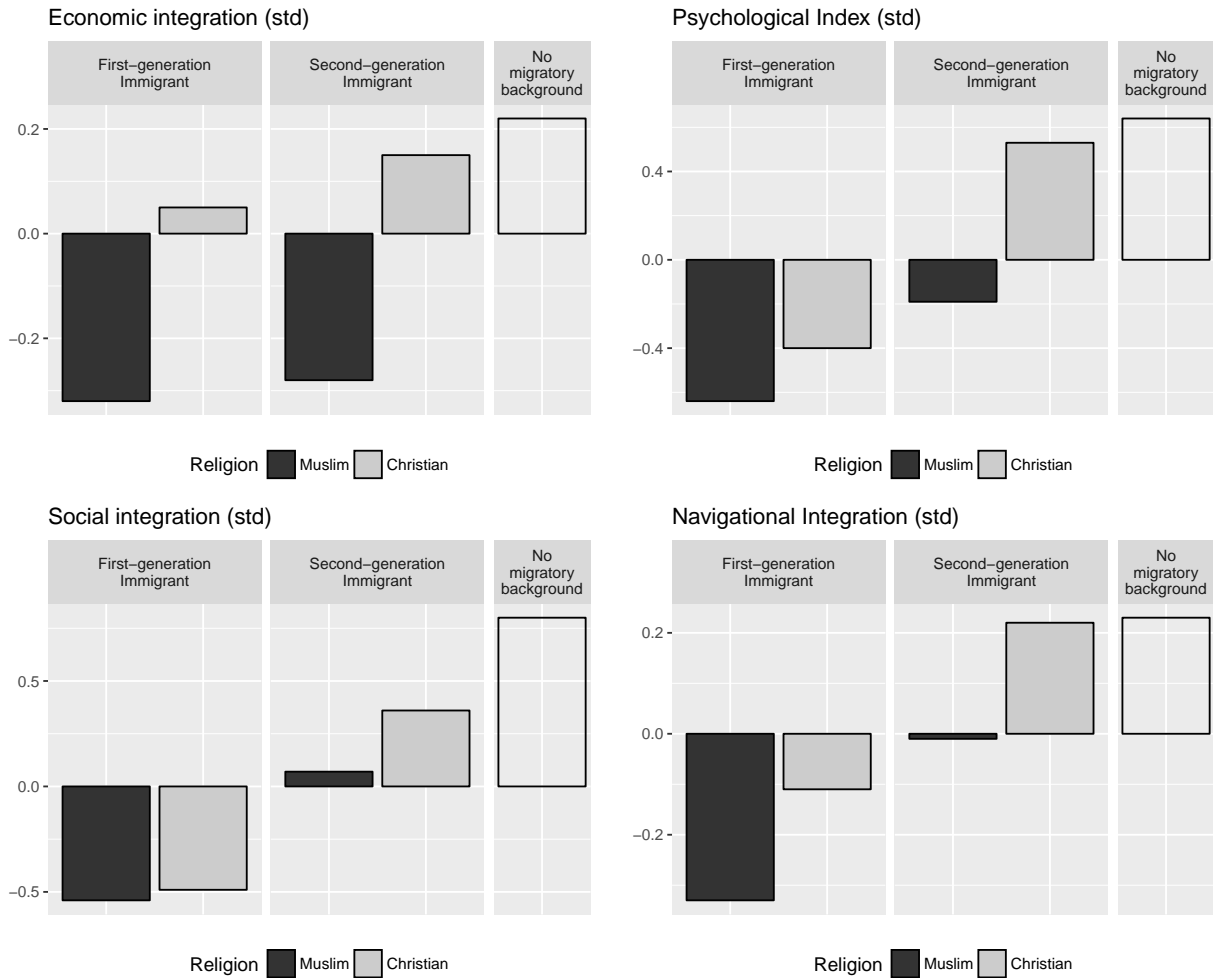 Economic integration (std)
First−generation
Immigrant
Second−generation
Immigrant
No
migratory
background
0.2
0.0
−0.2
Religion Muslim Christian
Psychological Index (std)
First−generation
Immigrant
Second−generation
Immigrant
No
migratory
background
0.4
0.0
−0.4
Religion Muslim Christian
Social integration (std)
First−generation
Immigrant
Second−generation
Immigrant
No
migratory
background
0.5
0.0
−0.5
Religion Muslim Christian
Navigational Integration (std)
First−generation
Immigrant
Second−generation
Immigrant
No
migratory
background
0.2
0.0
−0.2
Religion Muslim Christian